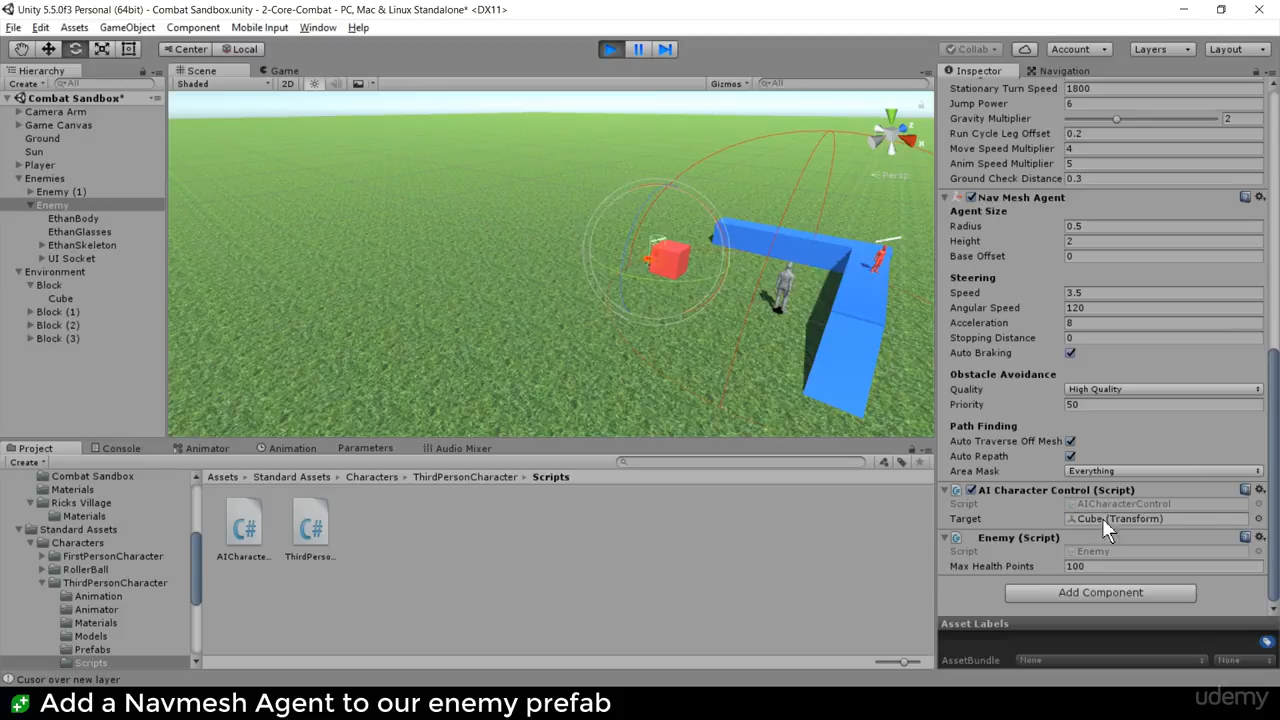 Unity 5.5.0f3 Personal (64bit) - Combat Sandbox.unity - 2-Core-Combat - PC, Mac & Linux Standalone* <DX11>
File Edit Assets GameObject Component Mobile Input Window Help
Center Local Collab Account Layers Layout
Hierarchy
Create All
Combat Sandbox*
Camera Arm
Game Canvas
Ground
Sun
Player
Enemies
Enemy (1)
Enemy
EthanBody
EthanGlasses
EthanSkeleton
UI Socket
Environment
Block
Cube
Block (1)
Block (2)
Block (3)
Scene Game
Shaded 2D Gizmos All
Z
X
Persp
Inspector Navigation
Stationary Turn Speed 1800
Jump Power 6
Gravity Multiplier 2
Run Cycle Leg Offset 0.2
Move Speed Multiplier 4
Anim Speed Multiplier 5
Ground Check Distance 0.3
Nav Mesh Agent
Agent Size
Radius 0.5
Height 2
Base Offset 0
Steering
Speed 3.5
Angular Speed 120
Acceleration 8
Stopping Distance 0
Auto Braking
Obstacle Avoidance
Quality High Quality
Priority 50
Path Finding
Auto Traverse Off Mesh
Auto Repath
Area Mask Everything
AI Character Control (Script)
Script AICharacterControl
Target Cube (Transform)
Enemy (Script)
Script Enemy
Max Health Points 100
Add Component
Asset Labels
AssetBundle None None
Project Console Animator Animation Parameters Audio Mixer
Create
Combat Sandbox
Materials
Ricks Village
Materials
Standard Assets
Characters
FirstPersonCharacter
RollerBall
ThirdPersonCharacter
Animation
Animator
Materials
Models
Prefabs
Scripts
Assets Standard Assets Characters ThirdPersonCharacter Scripts
C# C#
AICharacte... ThirdPerso...
Cusor over new layer
Add a Navmesh Agent to our enemy prefab
udemy